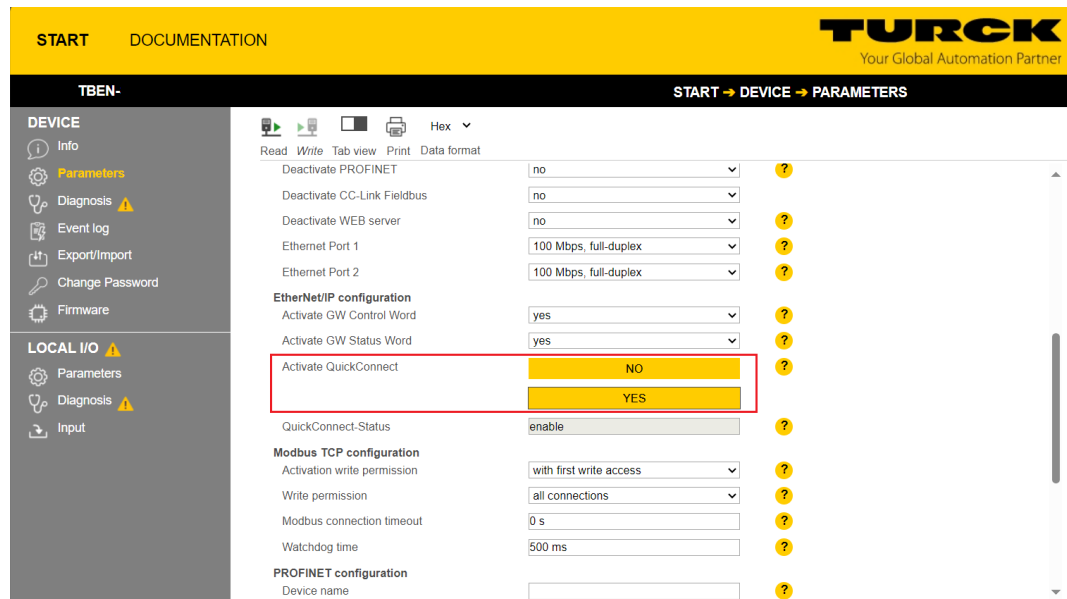 START DOCUMENTATION
TURCK
Your Global Automation Partner
TBEN-
START ➔ DEVICE ➔ PARAMETERS
DEVICE
Info
Parameters
Diagnosis
Event log
Export/Import
Change Password
Firmware
LOCAL I/O
Parameters
Diagnosis
Input
Hex
Read Write Tab view Print Data format
Deactivate PROFINET no ?
Deactivate CC-Link Fieldbus no
Deactivate WEB server no ?
Ethernet Port 1 100 Mbps, full-duplex ?
Ethernet Port 2 100 Mbps, full-duplex ?
EtherNet/IP configuration
Activate GW Control Word yes ?
Activate GW Status Word yes ?
Activate QuickConnect NO ?
YES
QuickConnect-Status enable ?
Modbus TCP configuration
Activation write permission with first write access ?
Write permission all connections ?
Modbus connection timeout 0 s ?
Watchdog time 500 ms ?
PROFINET configuration
Device name ?